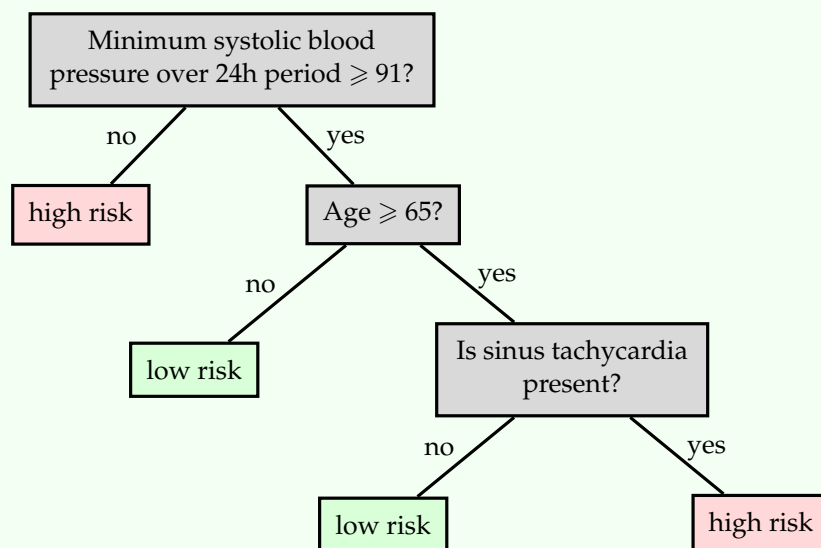 Minimum systolic blood
pressure over 24h period ⩾ 91?
no
yes
high risk
Age ⩾ 65?
no
yes
low risk
Is sinus tachycardia
present?
no
yes
low risk
high risk